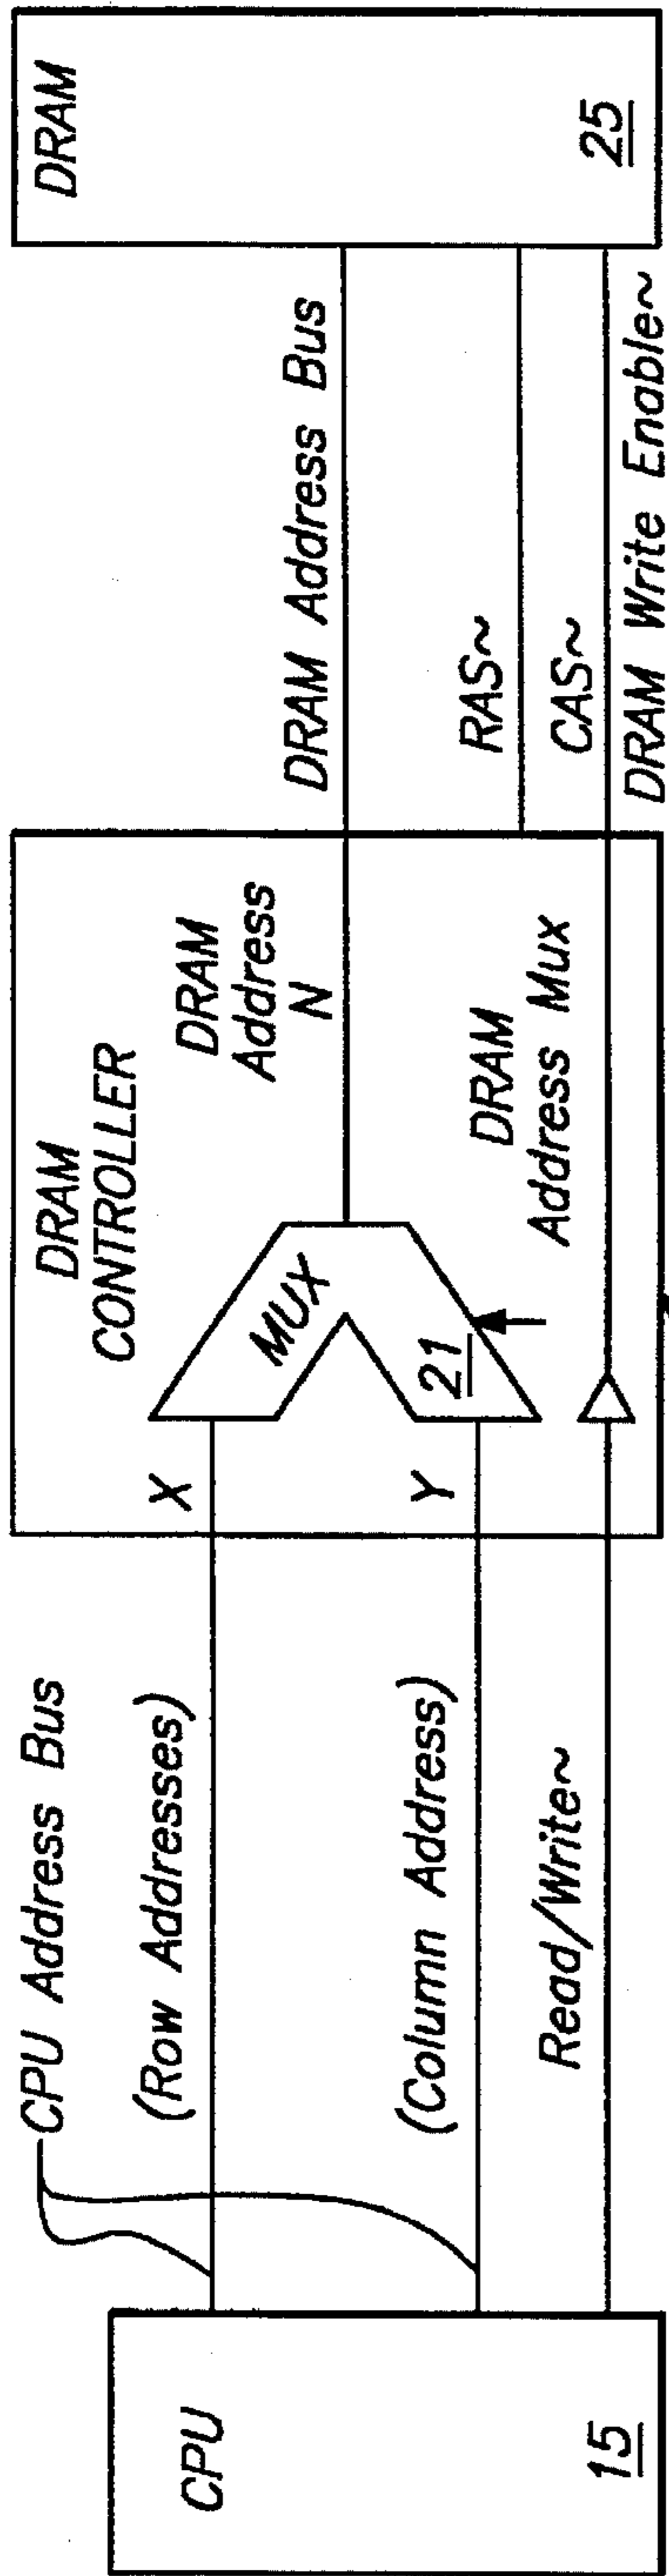 CPU
15
CPU Address Bus
(Row Addresses)
(Column Address)
Read/Write~
X
Y
DRAM
CONTROLLER
MUX
21
DRAM
Address
N
DRAM
Address Mux
DRAM Address Bus
RAS~
CAS~
DRAM Write Enable~
DRAM
25